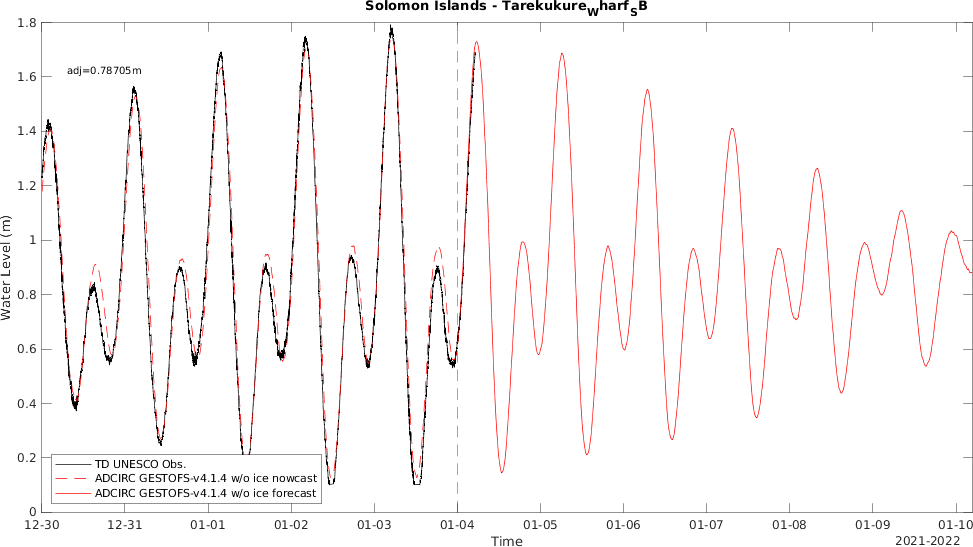 Solomon Islands - TarekukureWharfSB
1.8
1.6
1.4
1.2
1
0.8
0.6
0.4
0.2
0
Water Level (m)
adj=0.78705m
TD UNESCO Obs.
ADCIRC GESTOFS-v4.1.4 w/o ice nowcast
ADCIRC GESTOFS-v4.1.4 w/o ice forecast
12-30 12-31 01-01 01-02 01-03 01-04 01-05 01-06 01-07 01-08 01-09 01-10
Time
2021-2022